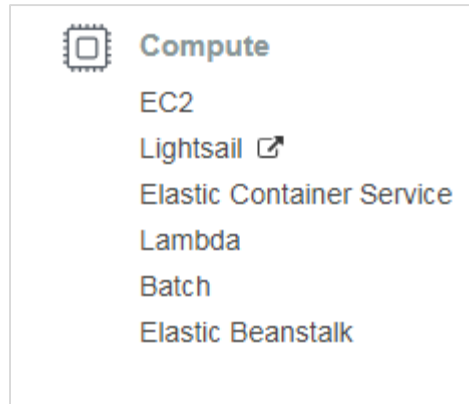 Compute
EC2
Lightsail
Elastic Container Service
Lambda
Batch
Elastic Beanstalk